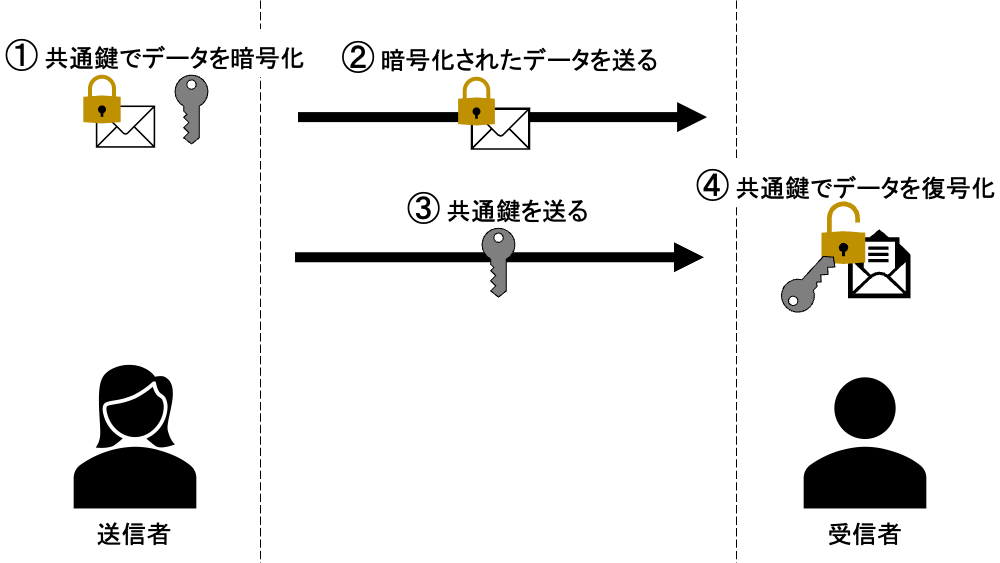 ① 共通鍵でデータを暗号化
② 暗号化されたデータを送る
③ 共通鍵を送る
④ 共通鍵でデータを復号化
送信者
受信者